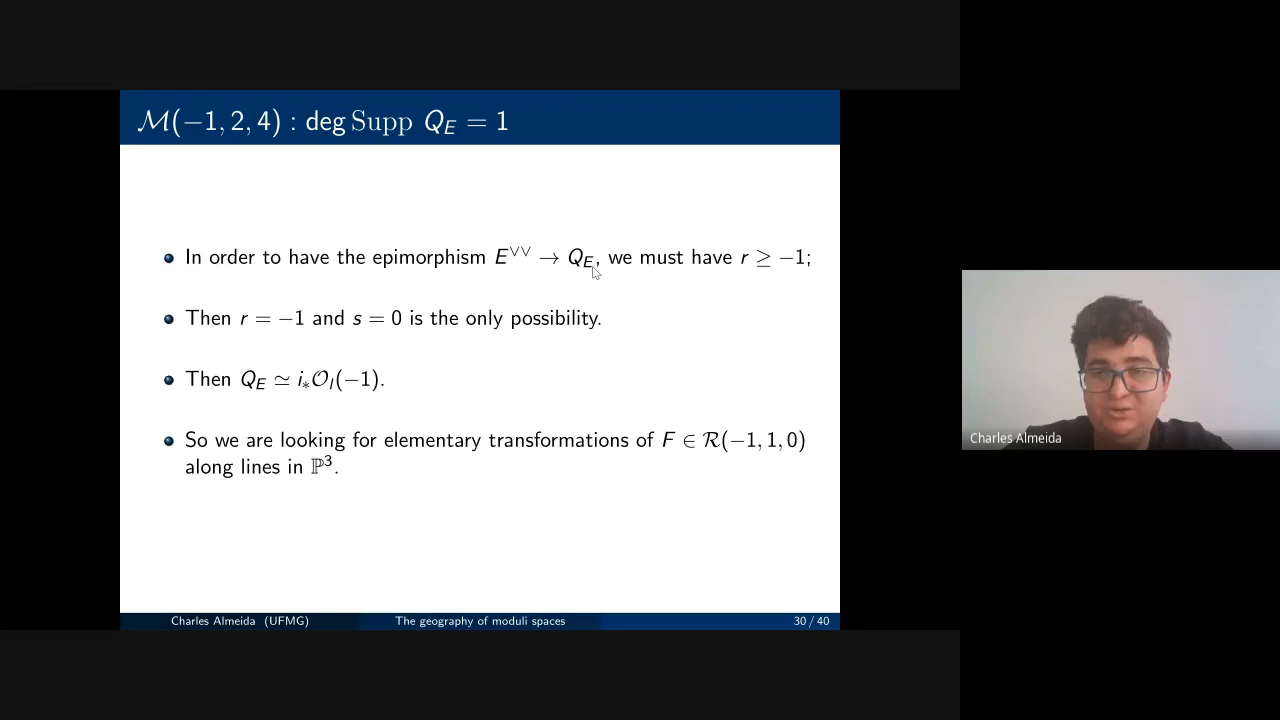 ℳ(−1, 2, 4) : deg Supp Q_E = 1
In order to have the epimorphism E^∨∨ → Q_E, we must have r ≥ −1;
Then r = −1 and s = 0 is the only possibility.
Then Q_E ≃ i_*𝒪_l(−1).
So we are looking for elementary transformations of F ∈ ℛ(−1, 1, 0)
along lines in ℙ³.
Charles Almeida
Charles Almeida (UFMG) The geography of moduli spaces 30 / 40